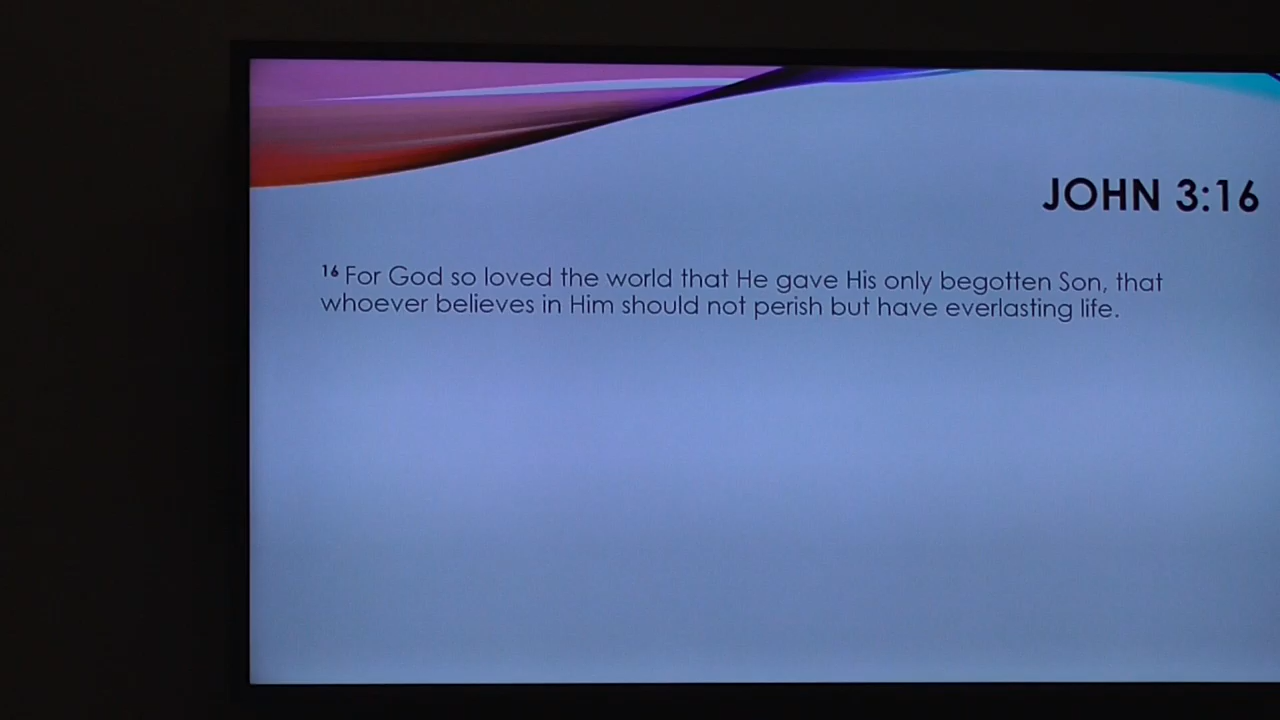 JOHN 3:16
16 For God so loved the world that He gave His only begotten Son, that
whoever believes in Him should not perish but have everlasting life.